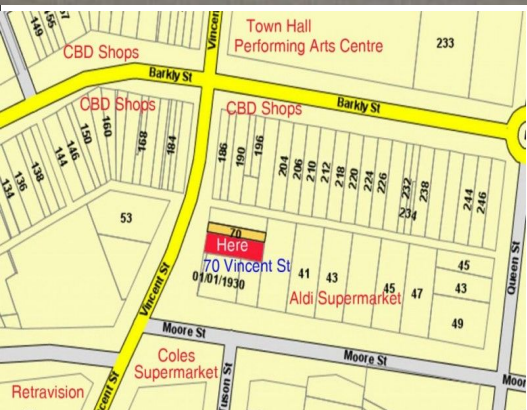 149
155
57
Town Hall
Performing Arts Centre
233
CBD Shops
Barkly St
Barkly St
CBD Shops
CBD Shops
134
136
138
144
146
150
160
168
184
186
190
196
204
206
210
212
218
220
224
226
232
234
238
244
246
53
70
Here
70 Vincent St
01/01/1930
41
43
45
47
45
43
49
Aldi Supermarket
Vincent St
Queen St
Moore St
Moore St
Coles
Supermarket
Retravision